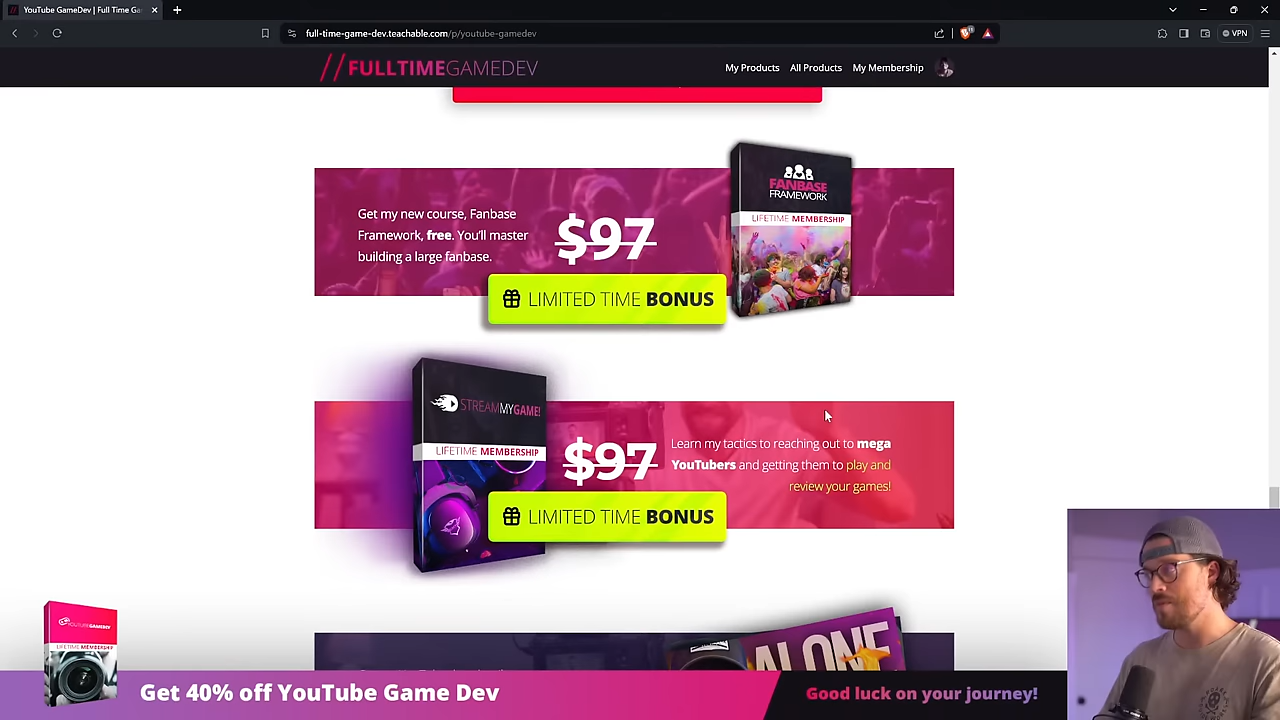 YouTube GameDev | Full Time Ga
full-time-game-dev.teachable.com/p/youtube-gamedev
VPN
//FULLTIMEGAMEDEV
My Products
All Products
My Membership
Get my new course, Fanbase
Framework, free. You'll master
building a large fanbase.
$97
LIMITED TIME BONUS
FANBASE
FRAMEWORK
LIFETIME MEMBERSHIP
STREAMMYGAME!
LIFETIME MEMBERSHIP
$97
LIMITED TIME BONUS
Learn my tactics to reaching out to mega
YouTubers and getting them to play and
review your games!
ALONE
YOUTUBEGAMEDEV
LIFETIME MEMBERSHIP
Get 40% off YouTube Game Dev
Good luck on your journey!